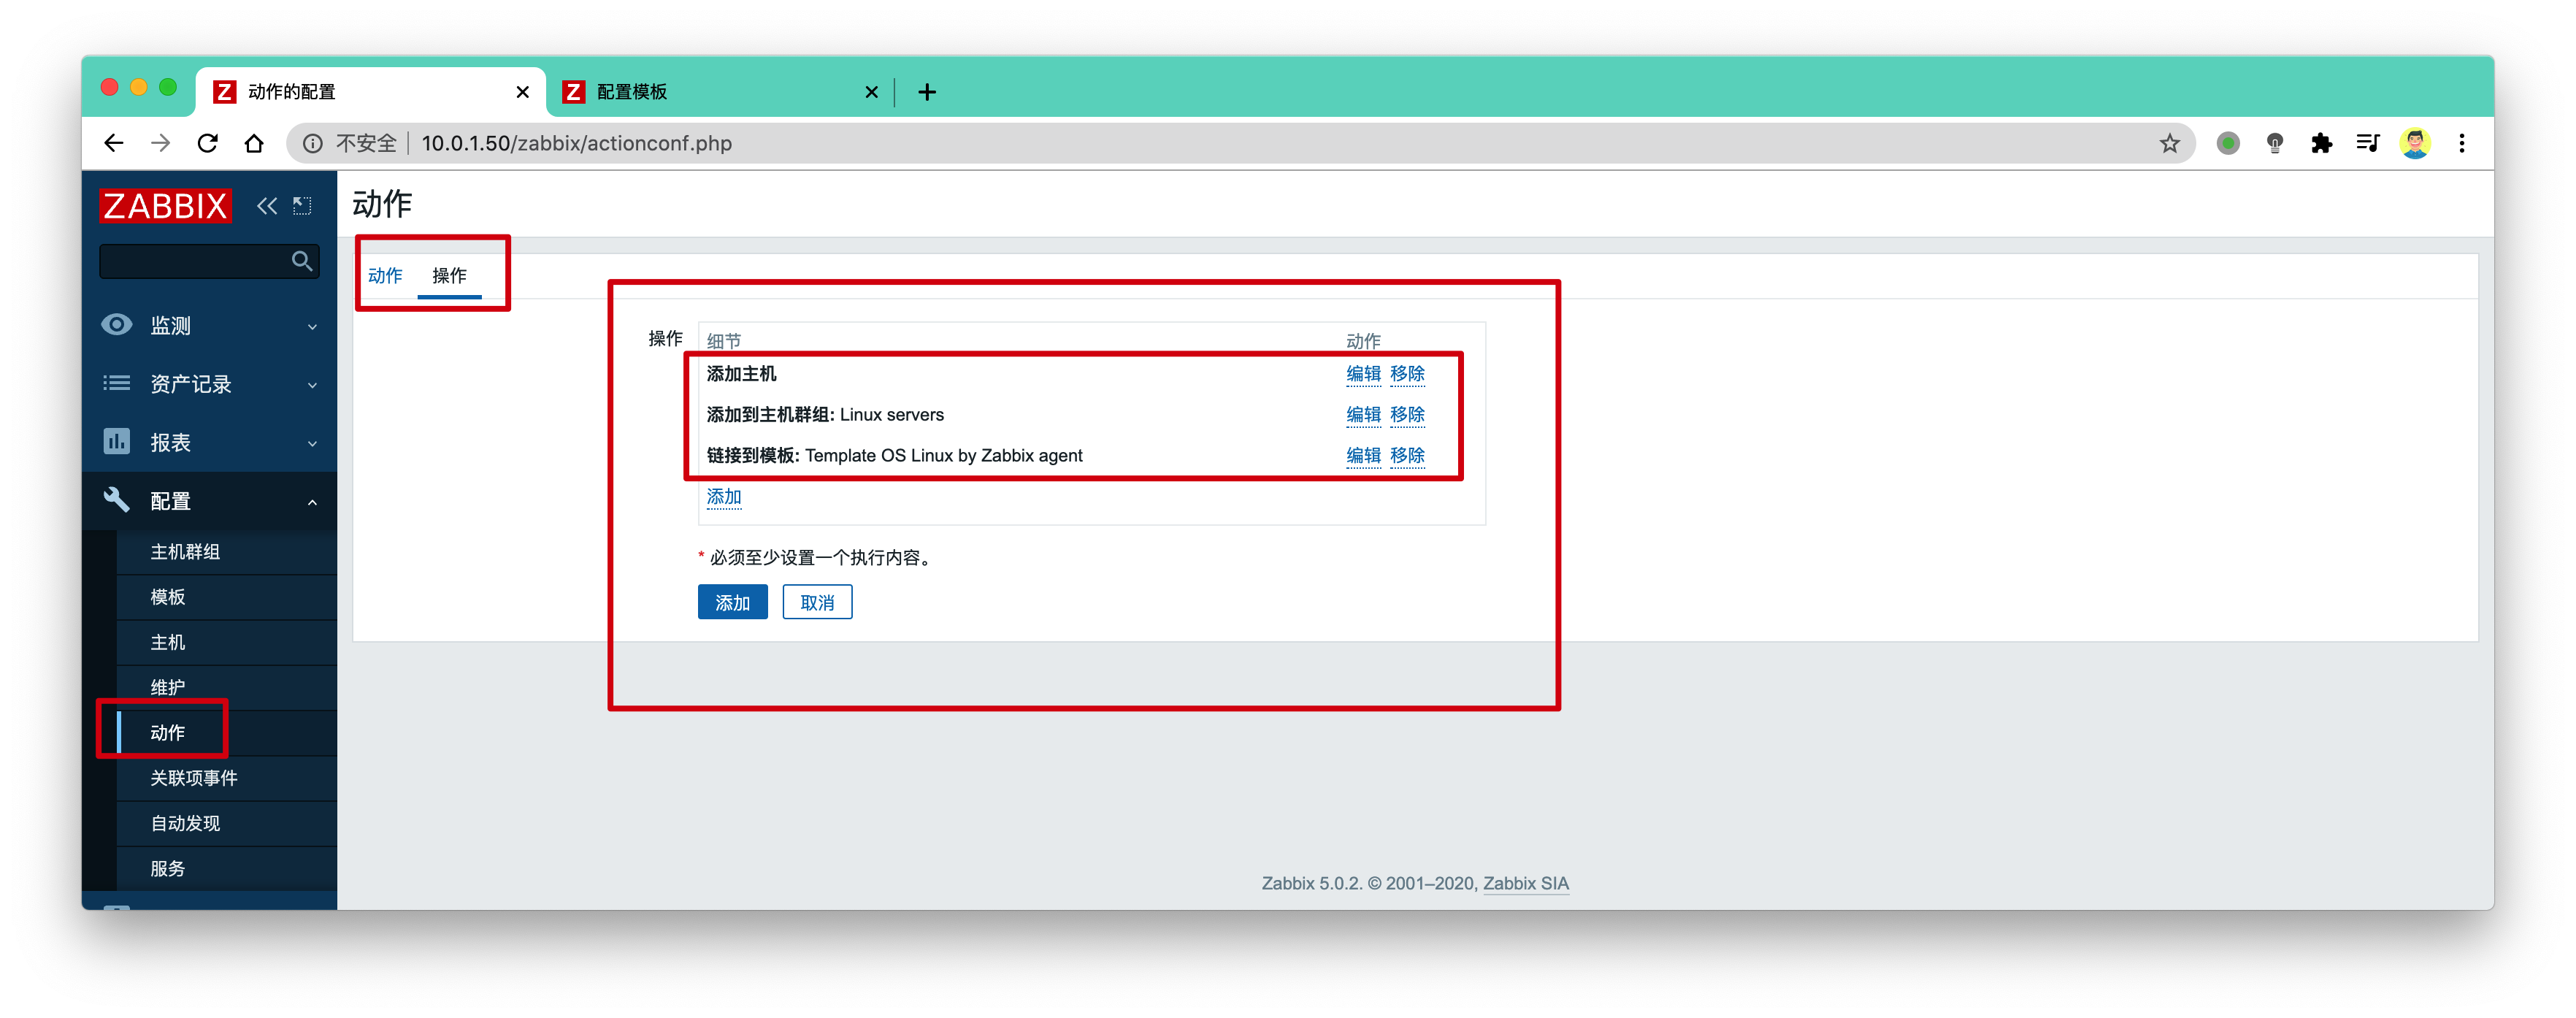 动作的配置
配置模板
不安全 10.0.1.50/zabbix/actionconf.php
ZABBIX
监测
资产记录
报表
配置
主机群组
模板
主机
维护
动作
关联项事件
自动发现
服务
动作
动作 操作
操作
细节 动作
添加主机 编辑 移除
添加到主机群组: Linux servers 编辑 移除
链接到模板: Template OS Linux by Zabbix agent 编辑 移除
添加
* 必须至少设置一个执行内容。
添加 取消
Zabbix 5.0.2. © 2001–2020, Zabbix SIA